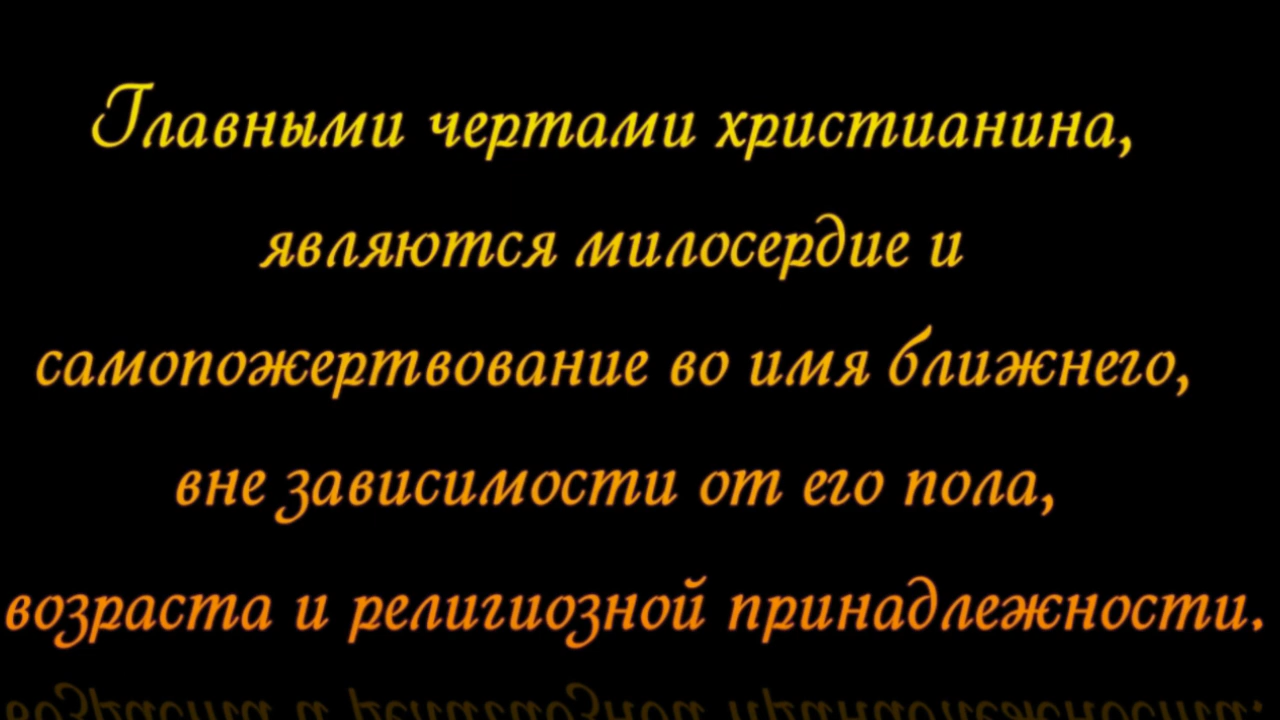 Главными чертами христианина,
являются милосердие и
самопожертвование во имя ближнего,
вне зависимости от его пола,
возраста и религиозной принадлежности.